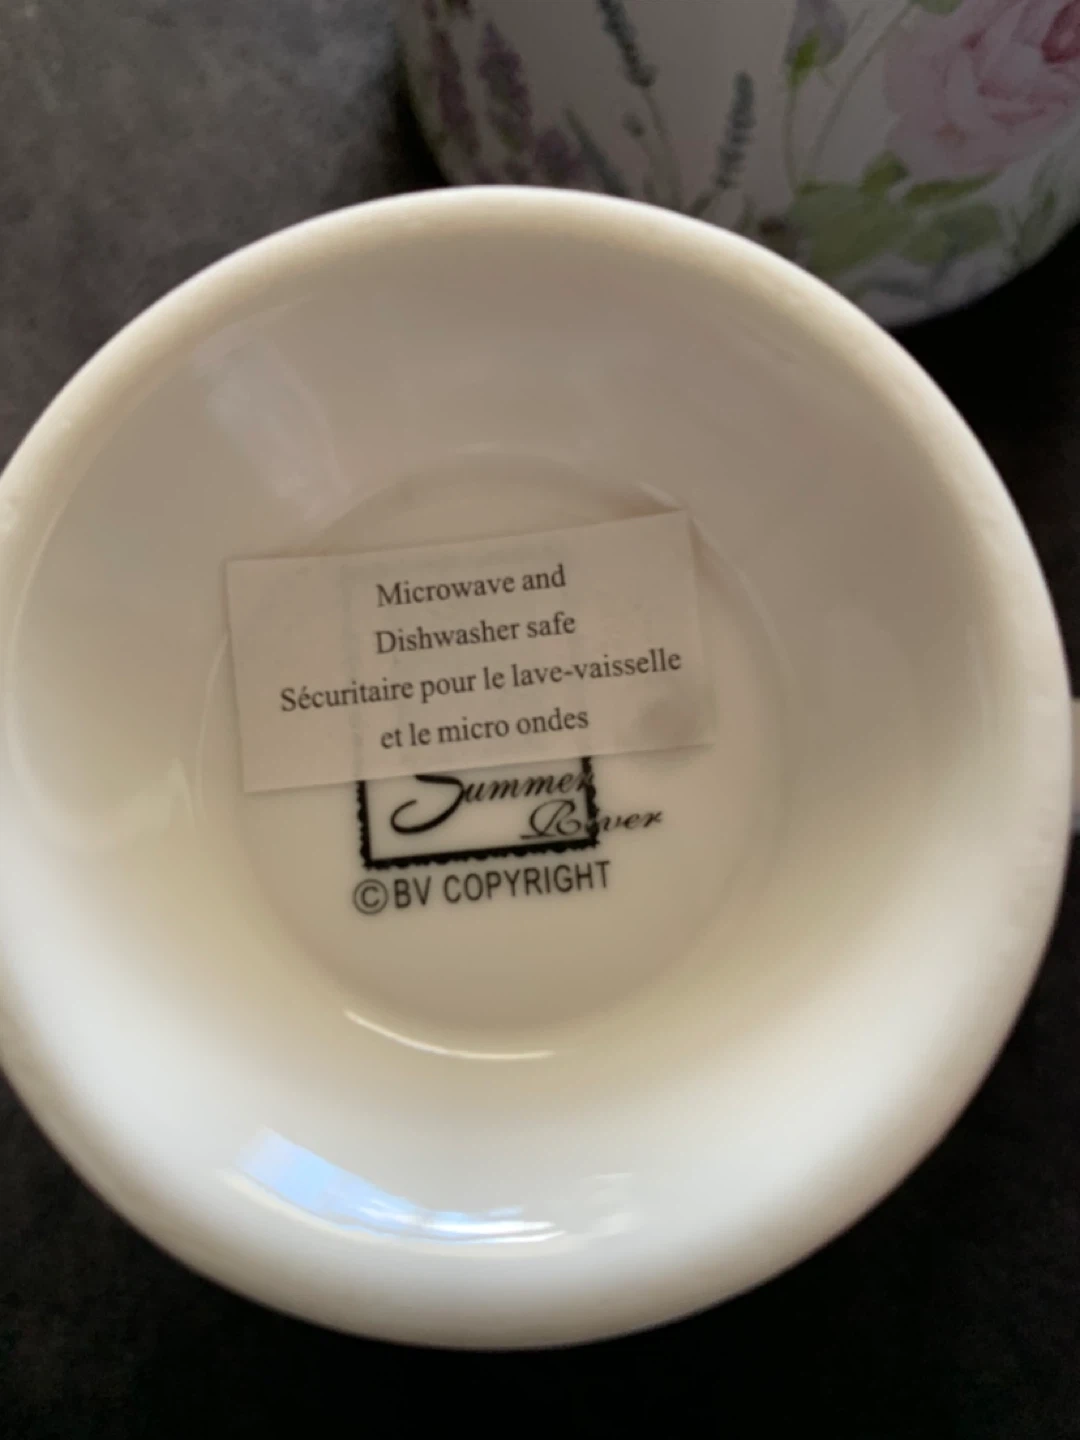 Microwave and
Dishwasher safe
Sécuritaire pour le lave-vaisselle
et le micro ondes
Summer
River
©BV COPYRIGHT